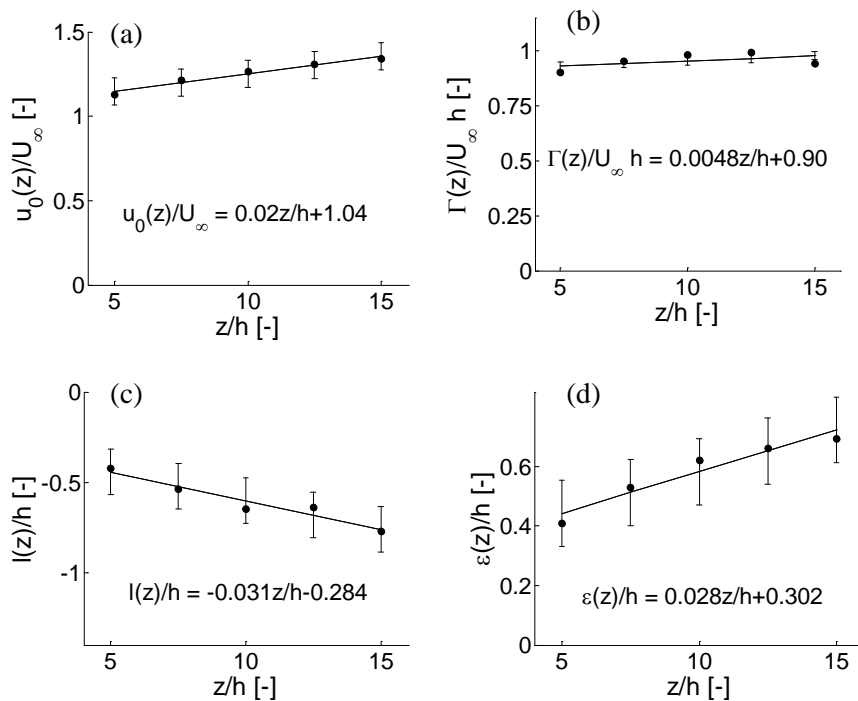 (a)
1.5
1
0.5
0
u₀(z)/U∞ [-]
u₀(z)/U∞ = 0.02z/h+1.04
5
10
15
z/h [-]
(b)
1
0.75
0.5
0.25
0
Γ(z)/U∞ h [-]
Γ(z)/U∞ h = 0.0048z/h+0.90
5
10
15
z/h [-]
(c)
0
-0.5
-1
l(z)/h [-]
l(z)/h = -0.031z/h-0.284
5
10
15
z/h [-]
(d)
0.6
0.4
0.2
0
ε(z)/h [-]
ε(z)/h = 0.028z/h+0.302
5
10
15
z/h [-]